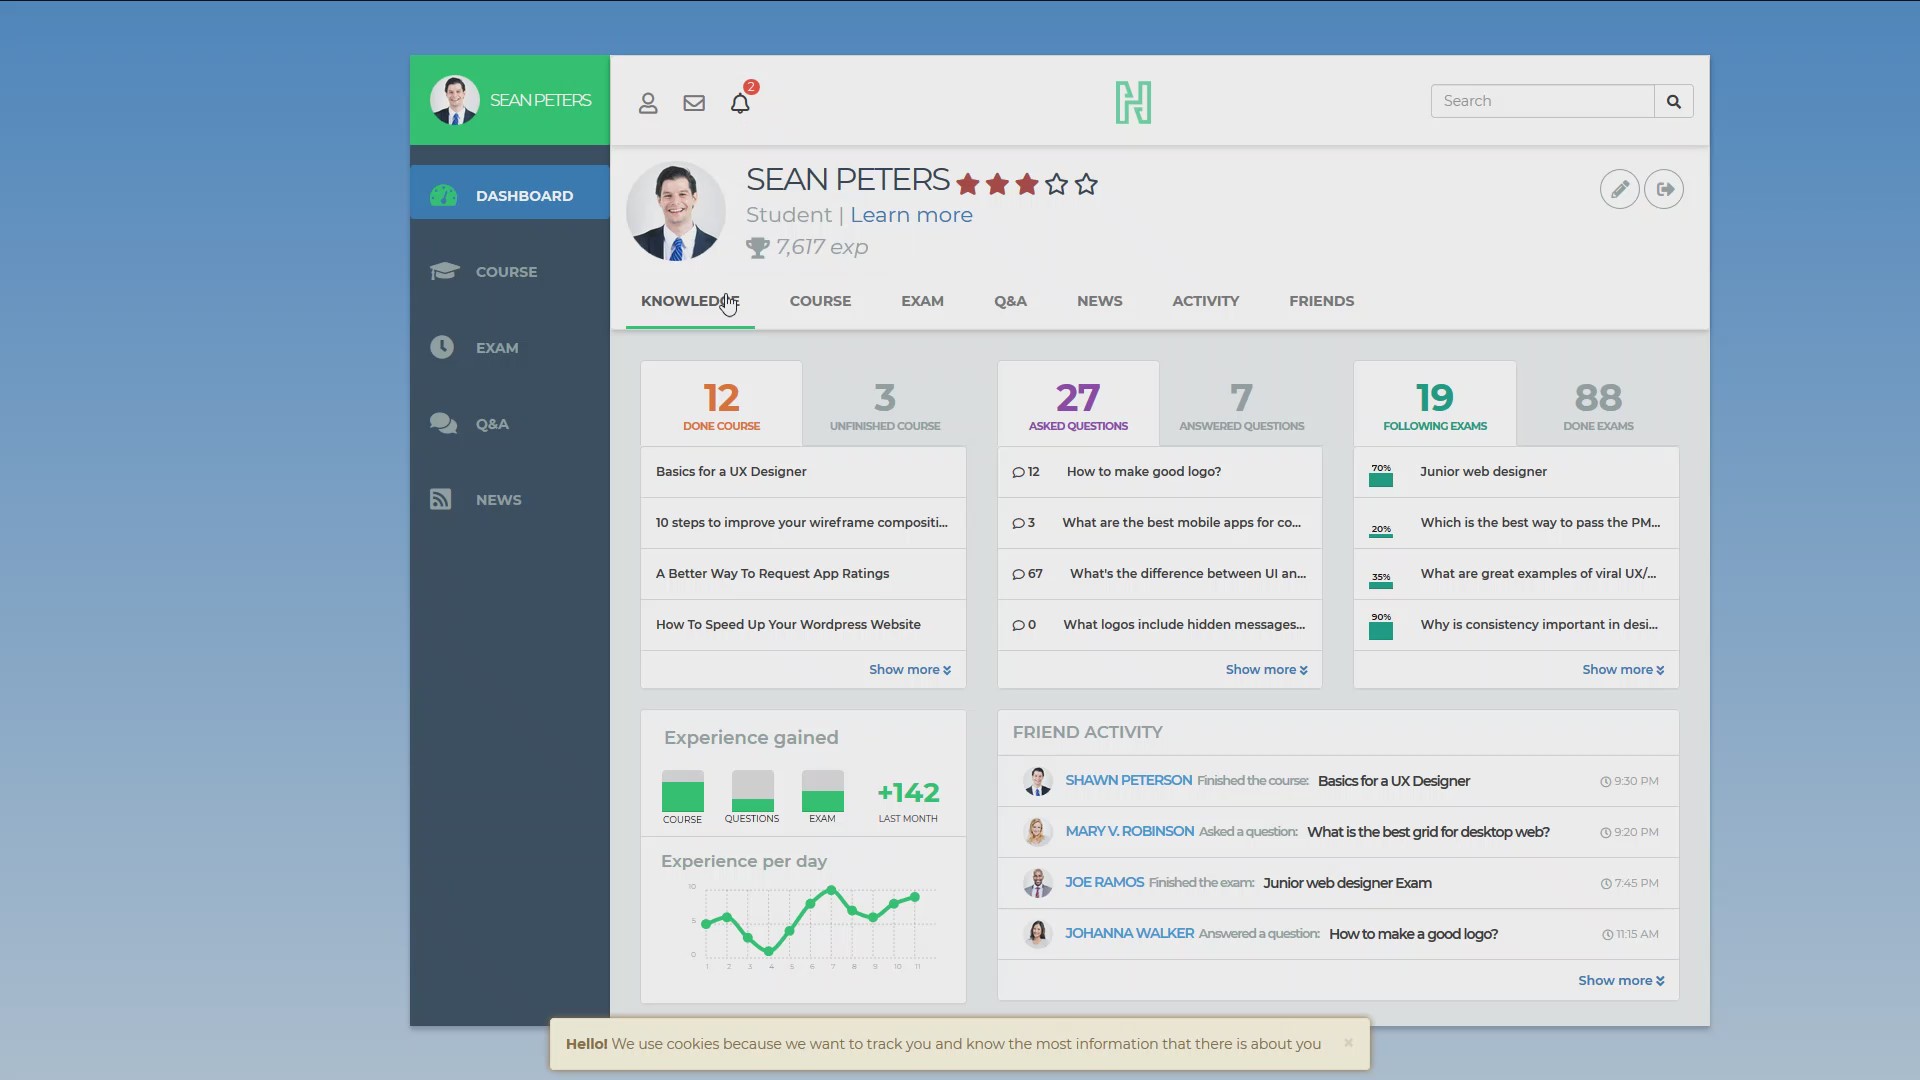 SEAN PETERS
2
Search
DASHBOARD
COURSE
EXAM
Q&A
NEWS
SEAN PETERS
Student | Learn more
7,617 exp
KNOWLEDGE COURSE EXAM Q&A NEWS ACTIVITY FRIENDS
12
DONE COURSE
3
UNFINISHED COURSE
Basics for a UX Designer
10 steps to improve your wireframe compositi...
A Better Way To Request App Ratings
How To Speed Up Your Wordpress Website
Show more
27
ASKED QUESTIONS
7
ANSWERED QUESTIONS
12 How to make good logo?
3 What are the best mobile apps for co...
67 What's the difference between UI an...
0 What logos include hidden messages...
Show more
19
FOLLOWING EXAMS
88
DONE EXAMS
70% Junior web designer
20% Which is the best way to pass the PM...
35% What are great examples of viral UX/...
90% Why is consistency important in desi...
Show more
Experience gained
COURSE QUESTIONS EXAM
+142
LAST MONTH
Experience per day
10
5
0
1 2 3 4 5 6 7 8 9 10 11
FRIEND ACTIVITY
SHAWN PETERSON Finished the course: Basics for a UX Designer 9:30 PM
MARY V. ROBINSON Asked a question: What is the best grid for desktop web? 9:20 PM
JOE RAMOS Finished the exam: Junior web designer Exam 7:45 PM
JOHANNA WALKER Answered a question: How to make a good logo? 11:15 AM
Show more
Hello! We use cookies because we want to track you and know the most information that there is about you ×